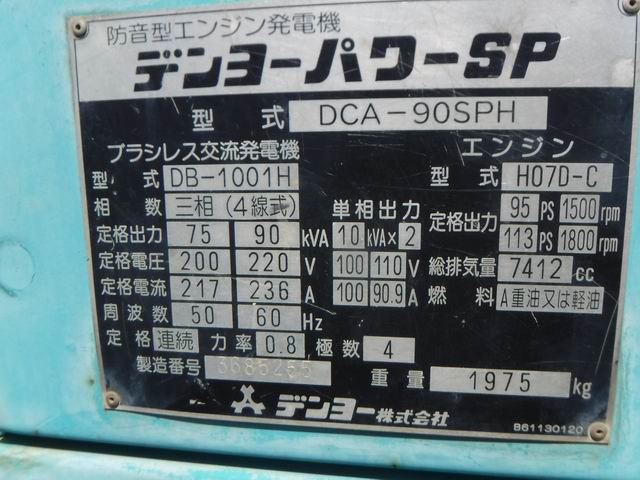 防音型エンジン発電機
デンヨーパワーSP
型式 DCA-90SPH
ブラシレス交流発電機
型式 DB-1001H
相数 三相(4線式)
定格出力 75 90 kVA
定格電圧 200 220 V
定格電流 217 236 A
周波数 50 60 Hz
定格 連続 力率 0.8 極数 4
単相出力
10 kVA×2
100 110 V
100 90.9 A
エンジン
型式 H07D-C
定格出力 95 PS 1500 rpm
113 PS 1800 rpm
総排気量 7412 cc
燃料 A重油又は軽油
製造番号 3685255
重量 1975 kg
デンヨー株式会社
B61130120